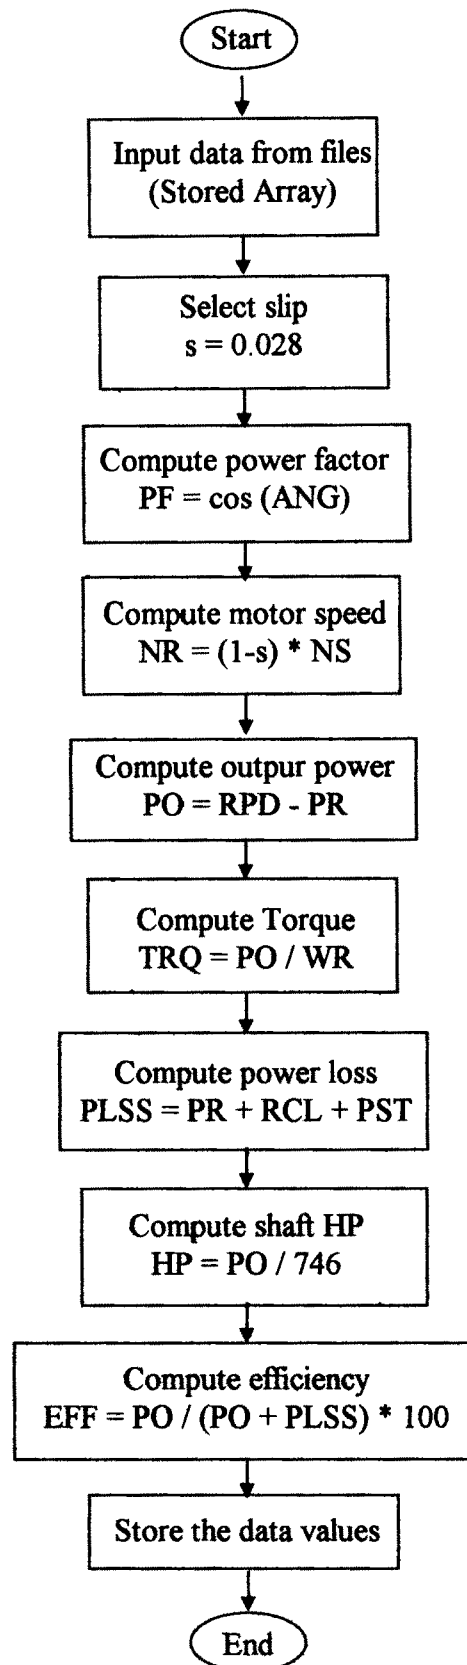 Start
Input data from files
(Stored Array)
Select slip
s = 0.028
Compute power factor
PF = cos (ANG)
Compute motor speed
NR = (1-s) * NS
Compute outpur power
PO = RPD - PR
Compute Torque
TRQ = PO / WR
Compute power loss
PLSS = PR + RCL + PST
Compute shaft HP
HP = PO / 746
Compute efficiency
EFF = PO / (PO + PLSS) * 100
Store the data values
End